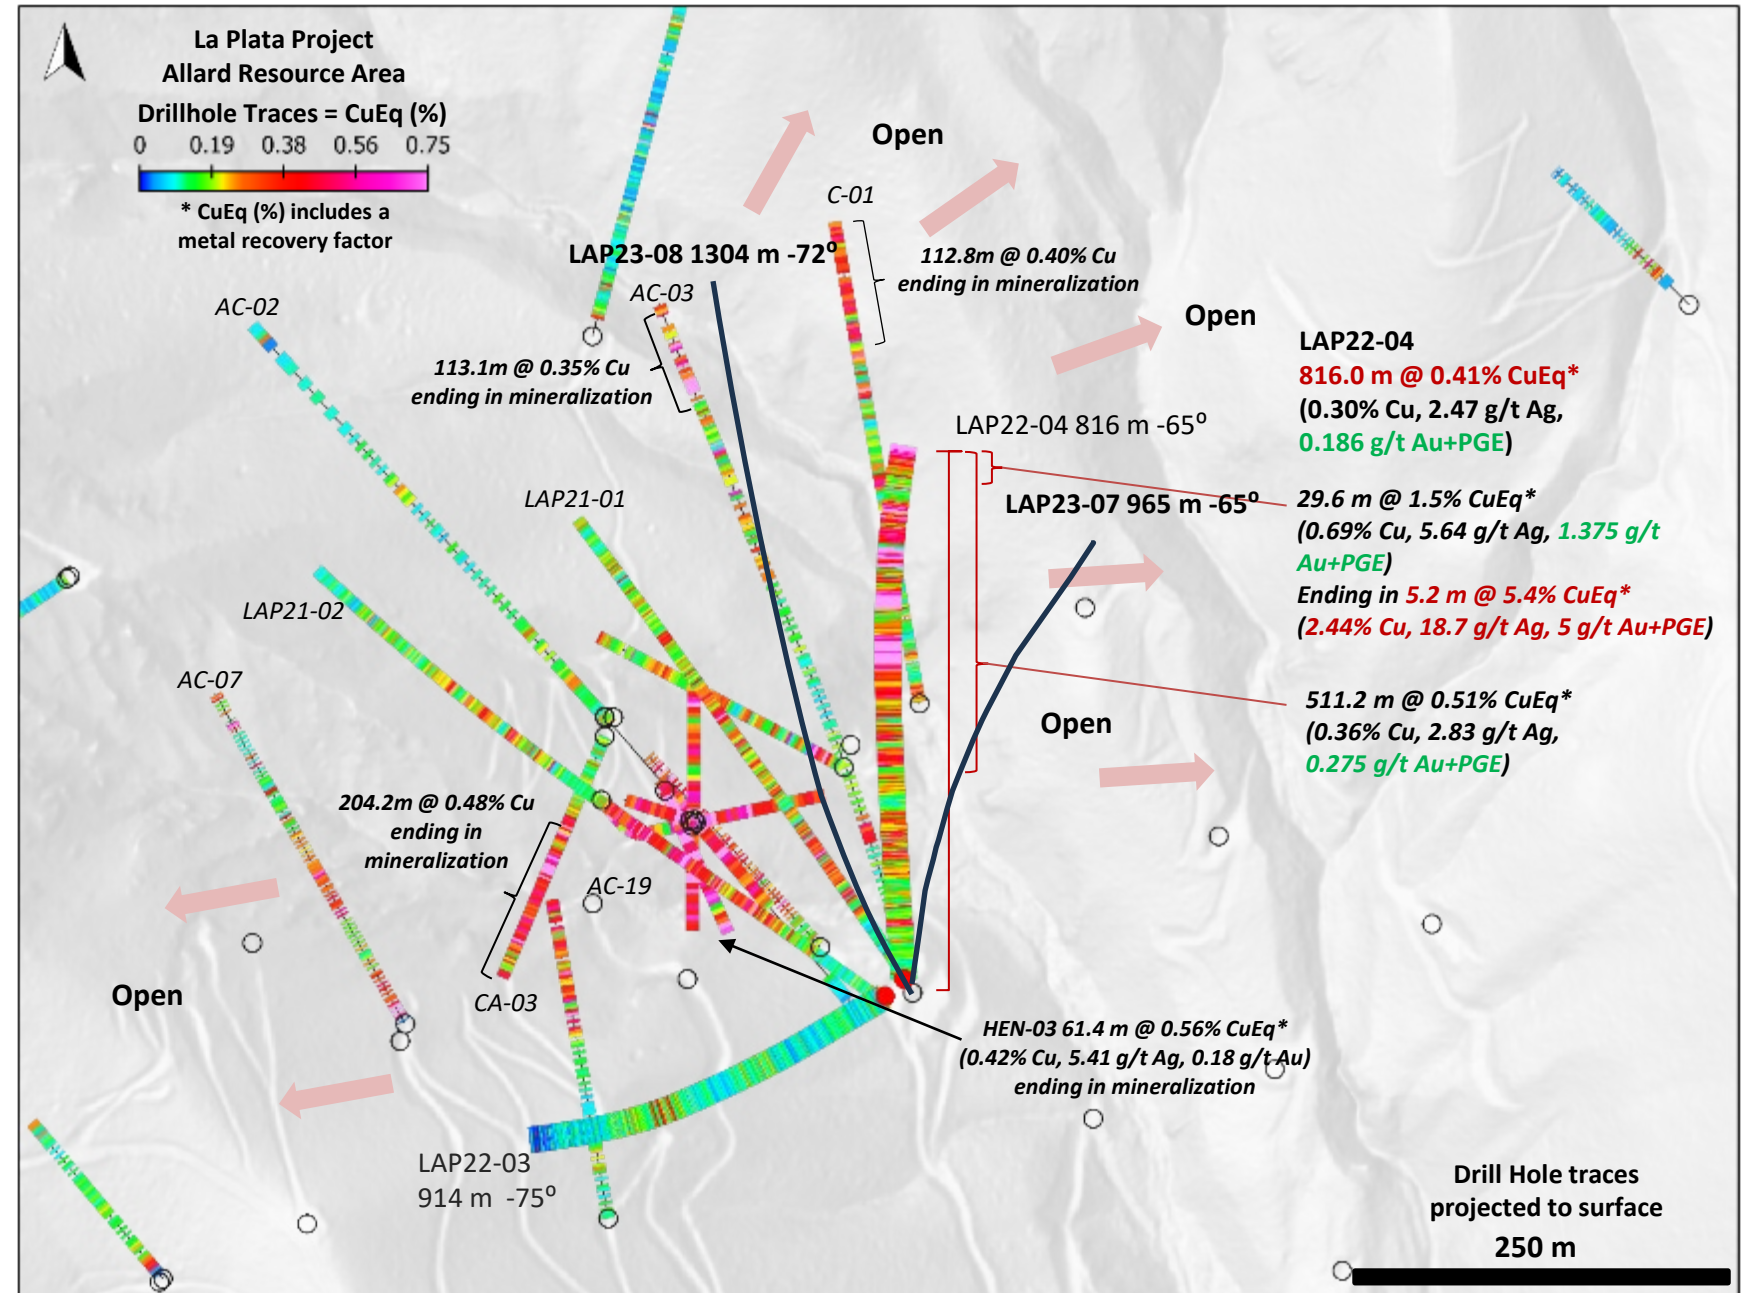 La Plata Project
Allard Resource Area
Drillhole Traces = CuEq (%)
0 0.19 0.38 0.56 0.75
* CuEq (%) includes a
metal recovery factor
Open
C-01
LAP23-08 1304 m -72⁰
112.8m @ 0.40% Cu
ending in mineralization
AC-03
AC-02
113.1m @ 0.35% Cu
ending in mineralization
Open
LAP22-04
816.0 m @ 0.41% CuEq*
(0.30% Cu, 2.47 g/t Ag,
0.186 g/t Au+PGE)
LAP22-04 816 m -65⁰
LAP21-01
LAP23-07 965 m -65⁰
29.6 m @ 1.5% CuEq*
(0.69% Cu, 5.64 g/t Ag, 1.375 g/t
Au+PGE)
Ending in 5.2 m @ 5.4% CuEq*
(2.44% Cu, 18.7 g/t Ag, 5 g/t Au+PGE)
LAP21-02
AC-07
511.2 m @ 0.51% CuEq*
(0.36% Cu, 2.83 g/t Ag,
0.275 g/t Au+PGE)
Open
204.2m @ 0.48% Cu
ending in
mineralization
AC-19
Open
CA-03
HEN-03 61.4 m @ 0.56% CuEq*
(0.42% Cu, 5.41 g/t Ag, 0.18 g/t Au)
ending in mineralization
LAP22-03
914 m -75⁰
Drill Hole traces
projected to surface
250 m